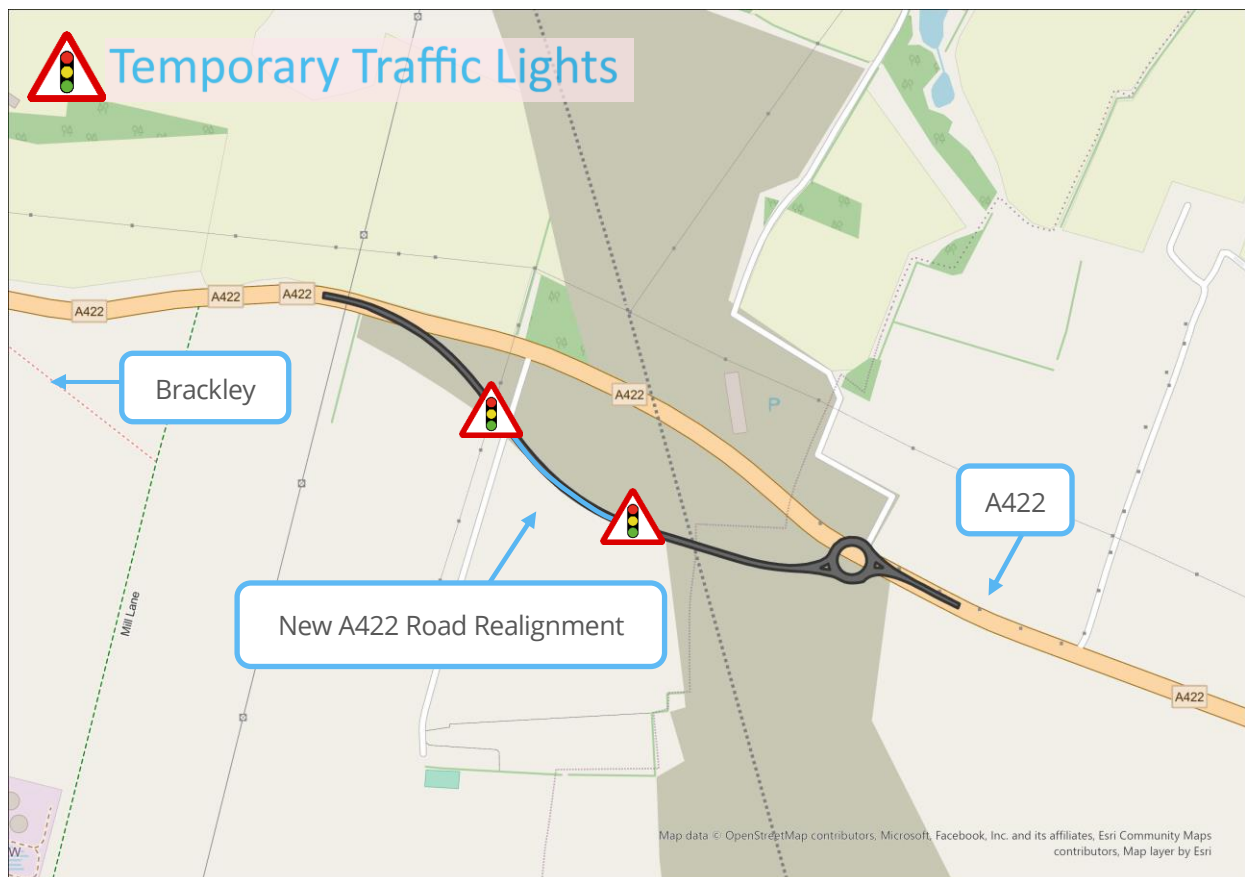 Temporary Traffic Lights
A422
A422
A422
Brackley
A422
P
A422
New A422 Road Realignment
Mill Lane
A422
W
Map data © OpenStreetMap contributors, Microsoft, Facebook, Inc. and its affiliates, Esri Community Maps
contributors, Map layer by Esri